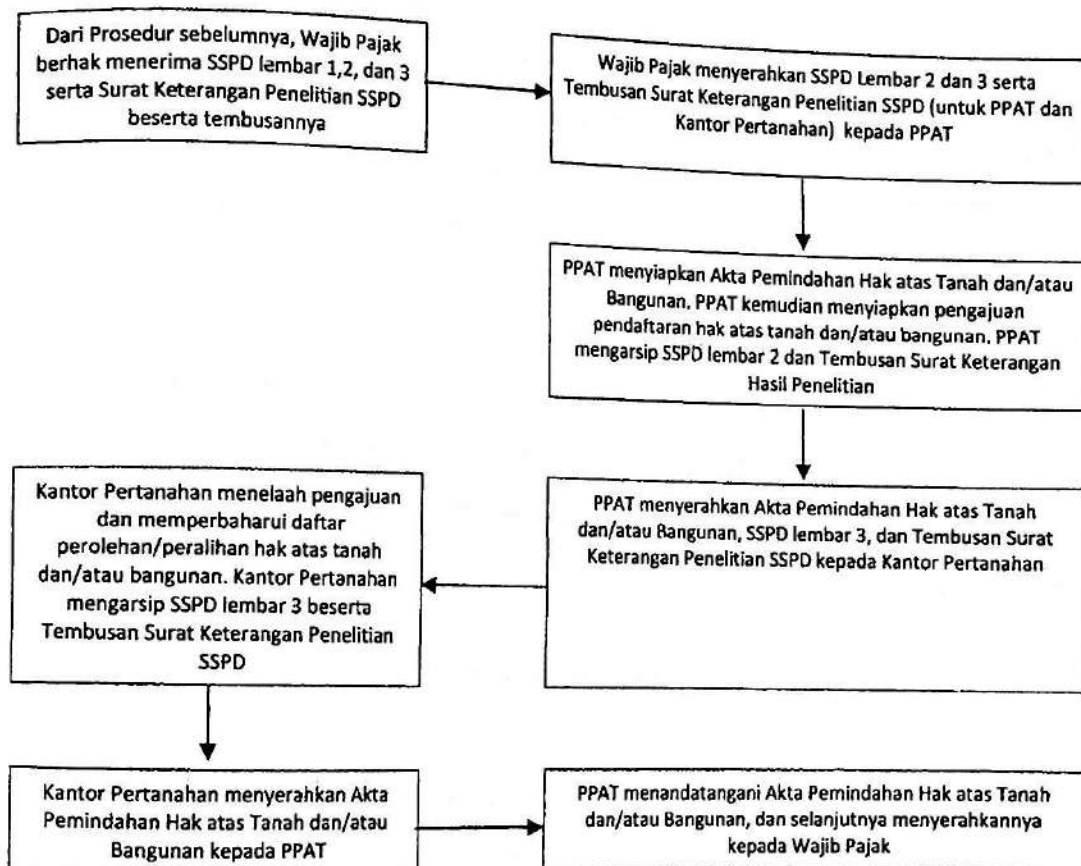 Dari Prosedur sebelumnya, Wajib Pajak
berhak menerima SSPD lembar 1,2, dan 3
serta Surat Keterangan Penelitian SSPD
beserta tembusannya
Wajib Pajak menyerahkan SSPD Lembar 2 dan 3 serta
Tembusan Surat Keterangan Penelitian SSPD (untuk PPAT dan
Kantor Pertanahan) kepada PPAT
PPAT menyiapkan Akta Pemindahan Hak atas Tanah dan/atau
Bangunan. PPAT kemudian menyiapkan pengajuan
pendaftaran hak atas tanah dan/atau bangunan. PPAT
mengarsip SSPD lembar 2 dan Tembusan Surat Keterangan
Hasil Penelitian
PPAT menyerahkan Akta Pemindahan Hak atas Tanah
dan/atau Bangunan, SSPD lembar 3, dan Tembusan Surat
Keterangan Penelitian SSPD kepada Kantor Pertanahan
Kantor Pertanahan menelaah pengajuan
dan memperbaharui daftar
perolehan/peralihan hak atas tanah
dan/atau bangunan. Kantor Pertanahan
mengarsip SSPD lembar 3 beserta
Tembusan Surat Keterangan Penelitian
SSPD
Kantor Pertanahan menyerahkan Akta
Pemindahan Hak atas Tanah dan/atau
Bangunan kepada PPAT
PPAT menandatangani Akta Pemindahan Hak atas Tanah
dan/atau Bangunan, dan selanjutnya menyerahkannya
kepada Wajib Pajak